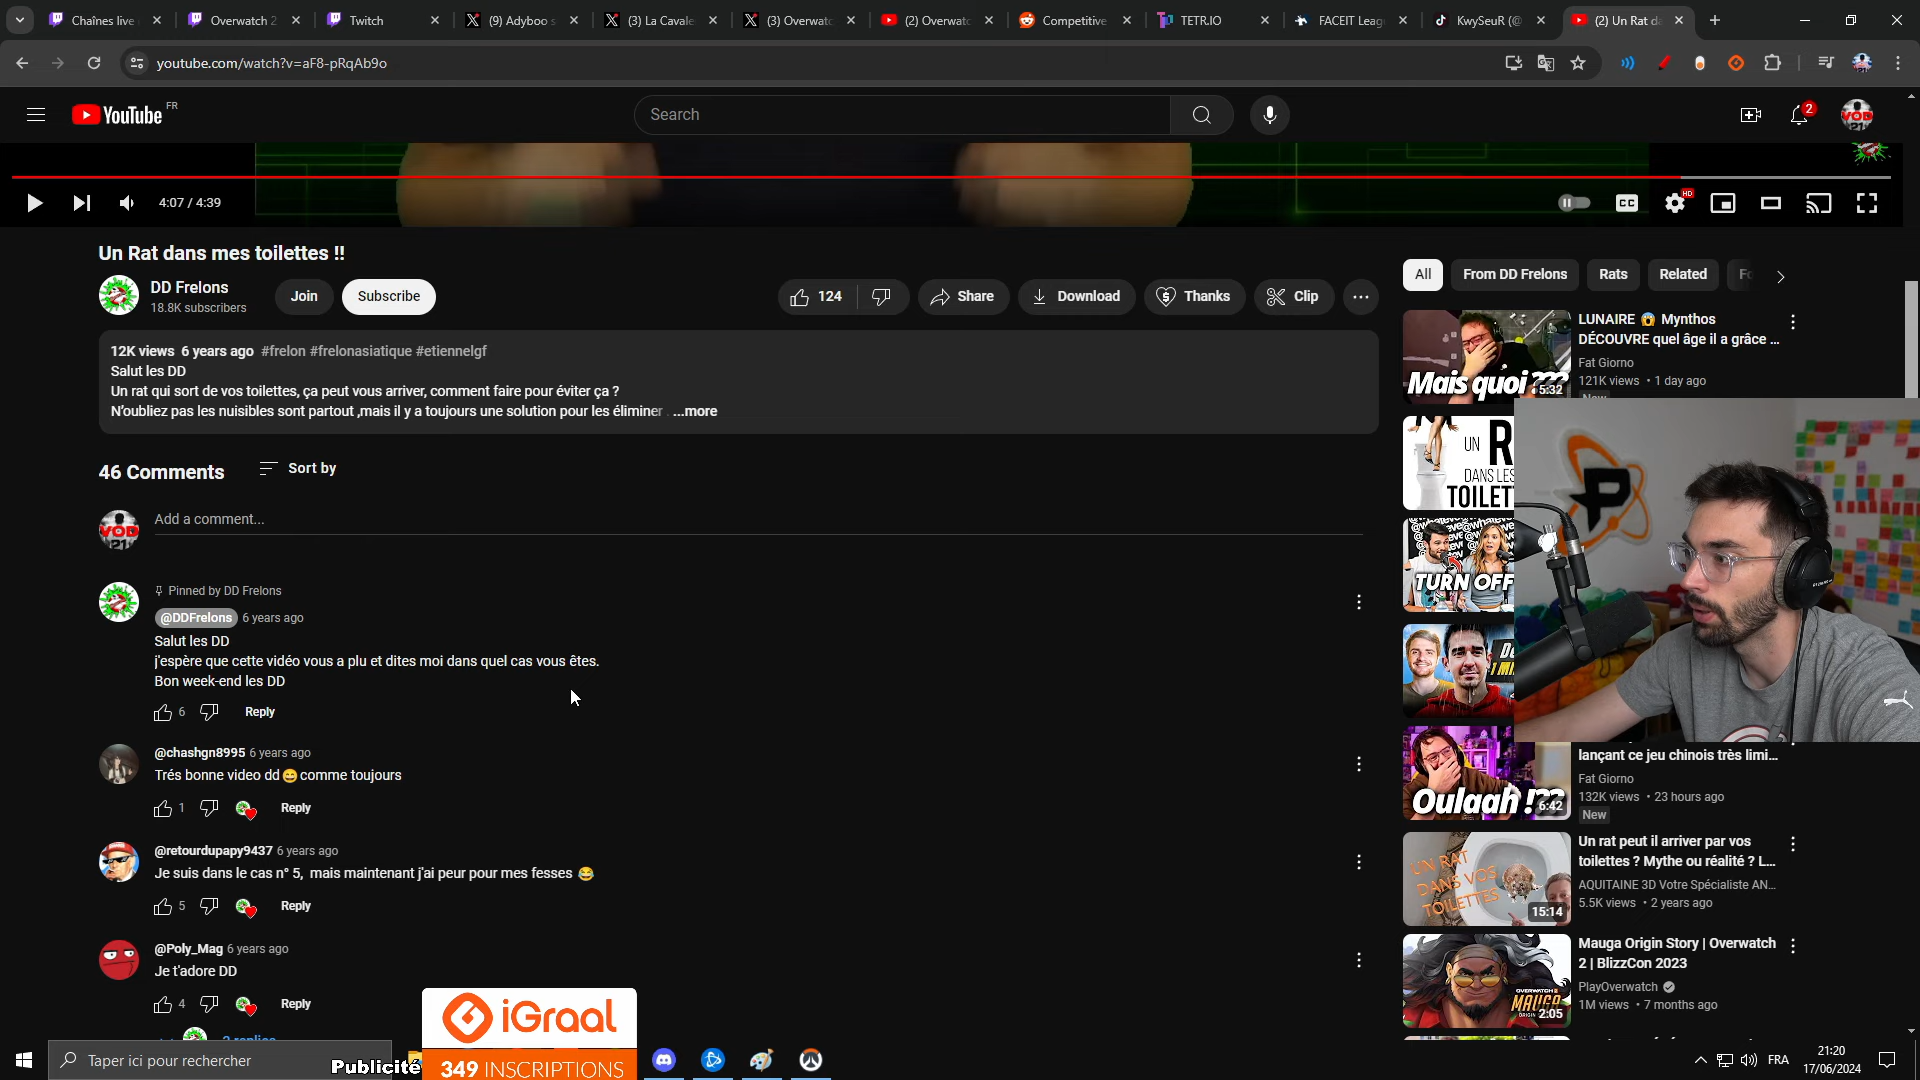 Chaînes live
Overwatch 2
Twitch
(9) Adyboo s
(3) La Cavale
(3) Overwatc
(2) Overwatc
Competitive
TETR.IO
FACEIT Leag
KwySeuR (@
(2) Un Rat da
youtube.com/watch?v=aF8-pRqAb9o
YouTube FR
Search
2
VOD
4:07 / 4:39
CC
HD
Un Rat dans mes toilettes !!
DD Frelons
18.8K subscribers
Join
Subscribe
124
Share
Download
Thanks
Clip
12K views 6 years ago #frelon #frelonasiatique #etiennelgf
Salut les DD
Un rat qui sort de vos toilettes, ça peut vous arriver, comment faire pour éviter ça ?
N'oubliez pas les nuisibles sont partout ,mais il y a toujours une solution pour les éliminer . ...more
46 Comments
Sort by
VOD
Add a comment...
Pinned by DD Frelons
@DDFrelons 6 years ago
Salut les DD
j'espère que cette vidéo vous a plu et dites moi dans quel cas vous êtes.
Bon week-end les DD
6
Reply
@chashgn8995 6 years ago
Trés bonne video dd😄comme toujours
1
Reply
@retourdupapy9437 6 years ago
Je suis dans le cas n° 5, mais maintenant j'ai peur pour mes fesses 😂
5
Reply
@Poly_Mag 6 years ago
Je t'adore DD
4
Reply
All
From DD Frelons
Rats
Related
Mais quoi ???
5:32
LUNAIRE 😱 Mynthos
DÉCOUVRE quel âge il a grâce ...
Fat Giorno
121K views • 1 day ago
New
UN R
DANS LES
TOILET
TURN OFF
Oulaah !??
6:42
lançant ce jeu chinois très limi...
Fat Giorno
132K views • 23 hours ago
New
UN RAT
DANS VOS
TOILETTES
15:14
Un rat peut il arriver par vos
toilettes ? Mythe ou réalité ? L...
AQUITAINE 3D Votre Spécialiste AN...
5.5K views • 2 years ago
OVERWATCH 2
MAUGA
2:05
Mauga Origin Story | Overwatch
2 | BlizzCon 2023
PlayOverwatch
1M views • 7 months ago
iGraal
349 INSCRIPTIONS
Publicité
Taper ici pour rechercher
FRA
21:20
17/06/2024